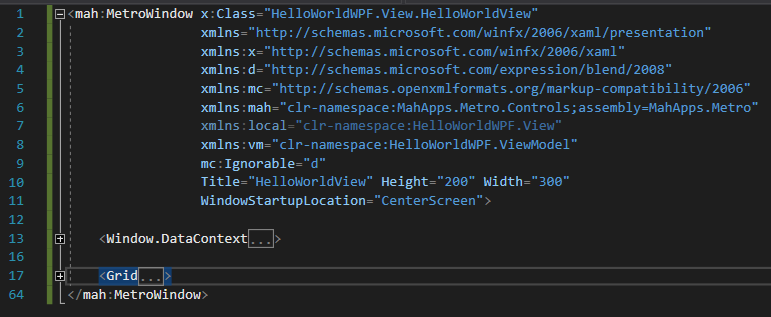 1 <mah:MetroWindow x:Class="HelloWorldWPF.View.HelloWorldView"
2 xmlns="http://schemas.microsoft.com/winfx/2006/xaml/presentation"
3 xmlns:x="http://schemas.microsoft.com/winfx/2006/xaml"
4 xmlns:d="http://schemas.microsoft.com/expression/blend/2008"
5 xmlns:mc="http://schemas.openxmlformats.org/markup-compatibility/2006"
6 xmlns:mah="clr-namespace:MahApps.Metro.Controls;assembly=MahApps.Metro"
7 xmlns:local="clr-namespace:HelloWorldWPF.View"
8 xmlns:vm="clr-namespace:HelloWorldWPF.ViewModel"
9 mc:Ignorable="d"
10 Title="HelloWorldView" Height="200" Width="300"
11 WindowStartupLocation="CenterScreen">
12
13 <Window.DataContext...>
16
17 <Grid...>
64 </mah:MetroWindow>